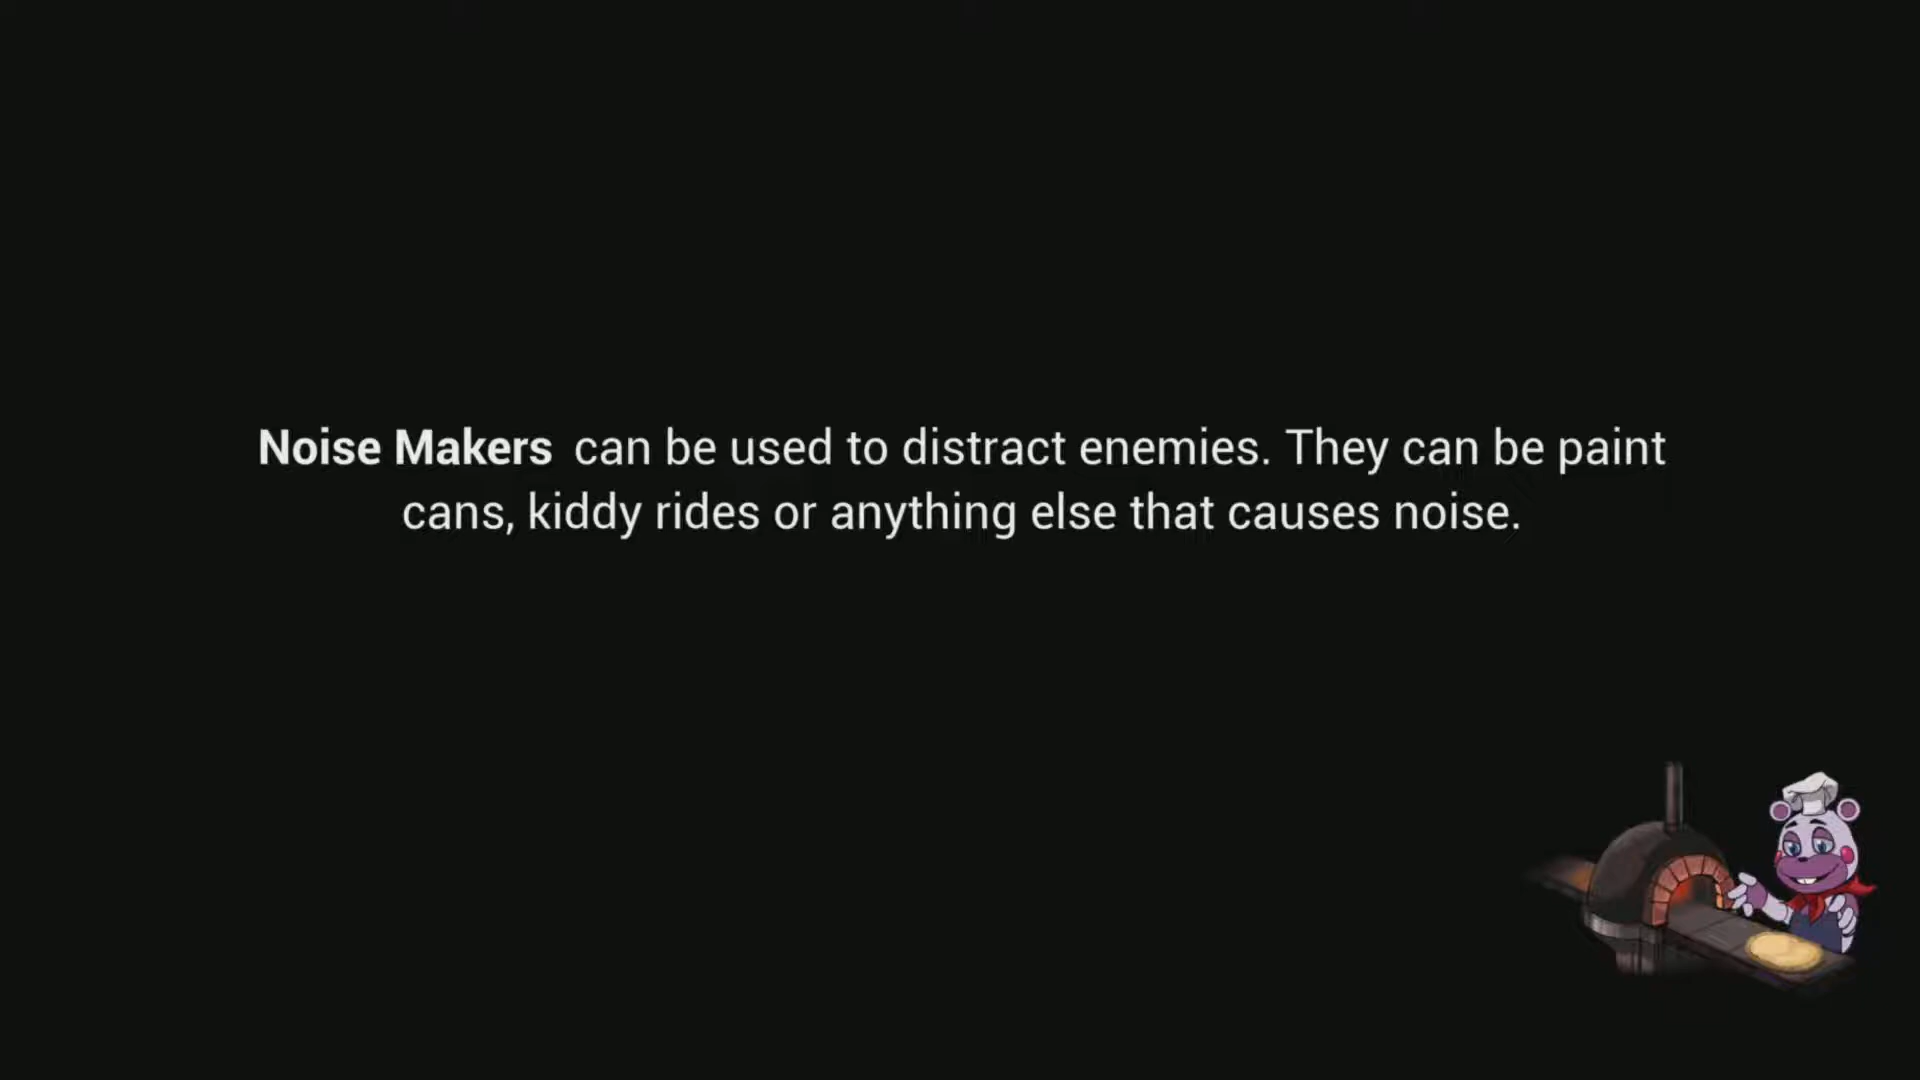 Noise Makers can be used to distract enemies. They can be paint
cans, kiddy rides or anything else that causes noise.